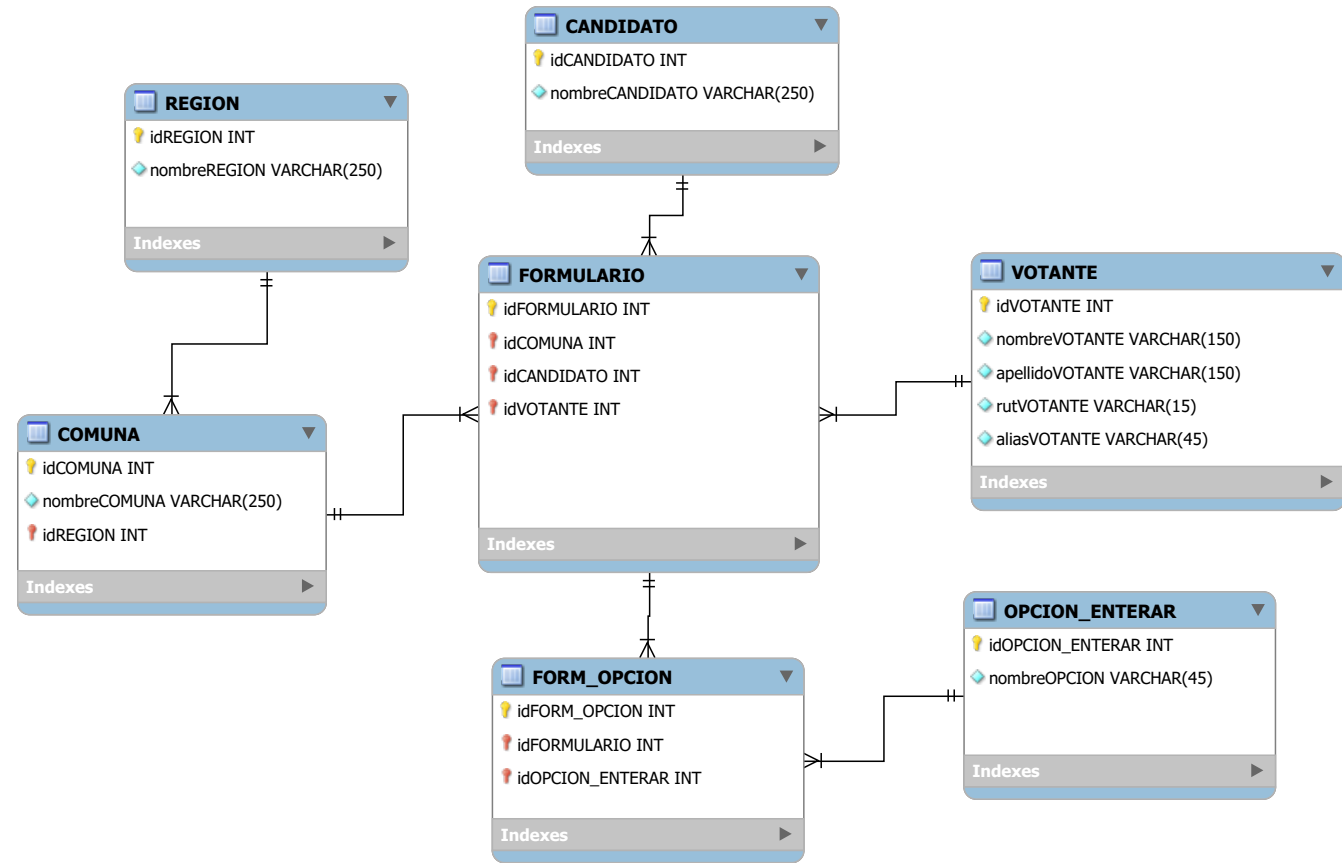 CANDIDATO
idCANDIDATO INT
nombreCANDIDATO VARCHAR(250)
Indexes
REGION
idREGION INT
nombreREGION VARCHAR(250)
Indexes
FORMULARIO
idFORMULARIO INT
idCOMUNA INT
idCANDIDATO INT
idVOTANTE INT
Indexes
VOTANTE
idVOTANTE INT
nombreVOTANTE VARCHAR(150)
apellidoVOTANTE VARCHAR(150)
rutVOTANTE VARCHAR(15)
aliasVOTANTE VARCHAR(45)
Indexes
COMUNA
idCOMUNA INT
nombreCOMUNA VARCHAR(250)
idREGION INT
Indexes
FORM_OPCION
idFORM_OPCION INT
idFORMULARIO INT
idOPCION_ENTERAR INT
Indexes
OPCION_ENTERAR
idOPCION_ENTERAR INT
nombreOPCION VARCHAR(45)
Indexes